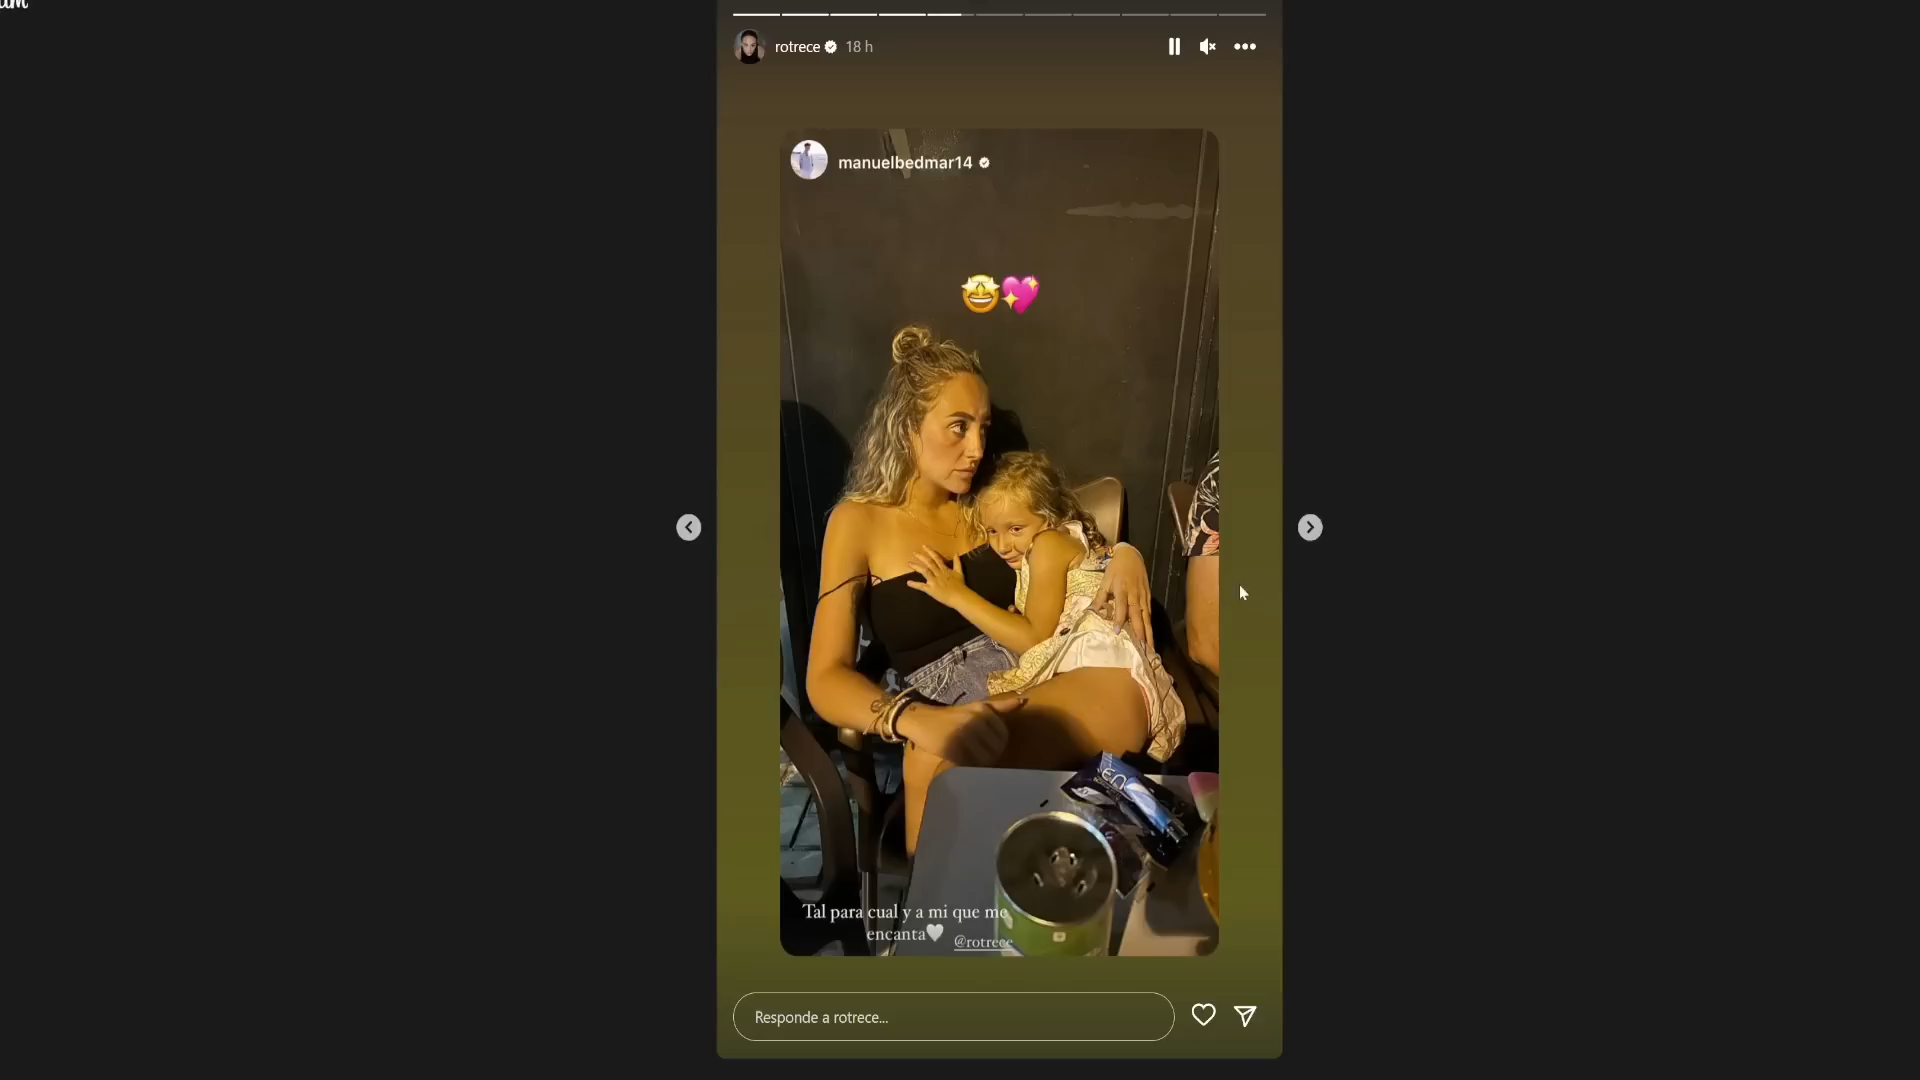 rotrece
18 h
manuelbedmar14
Tal para cual y a mi que me
encanta
@rotrece
Responde a rotrece...